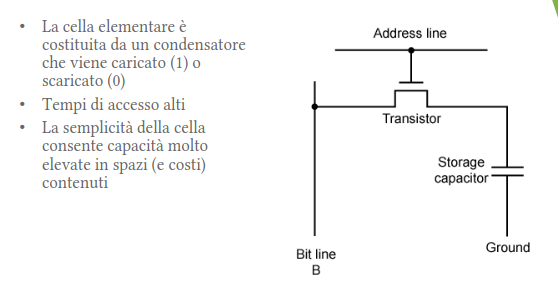 • La cella elementare è
costituita da un condensatore
che viene caricato (1) o
scaricato (0)
• Tempi di accesso alti
• La semplicità della cella
consente capacità molto
elevate in spazi (e costi)
contenuti
Address line
Transistor
Storage
capacitor
Ground
Bit line
B